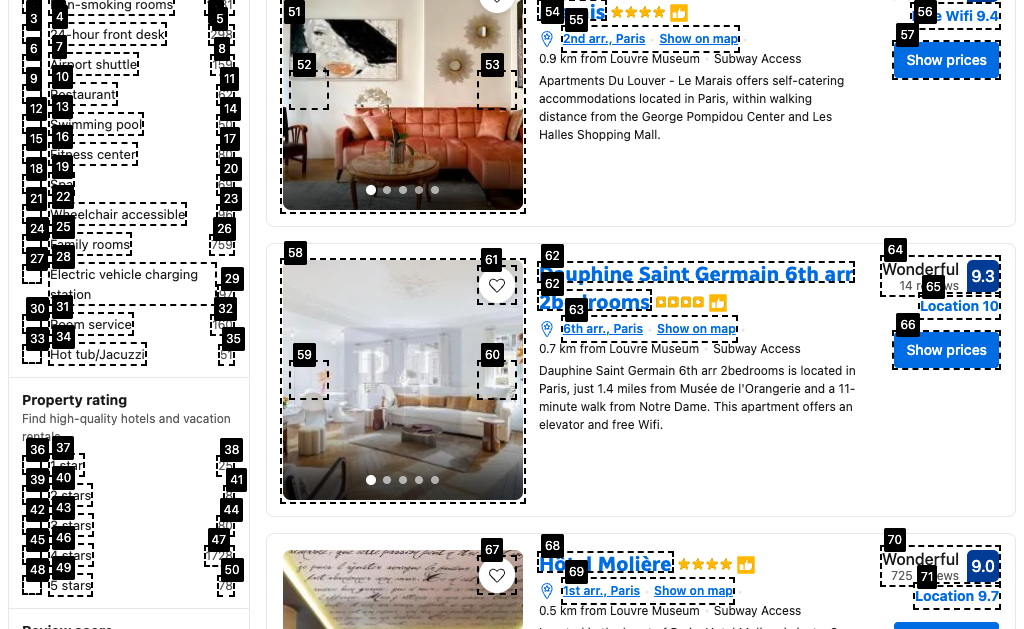 24-hour front desk
Airport shuttle
Restaurant
Swimming pool
Fitness center
Spa
Wheelchair accessible
Family rooms
759
Electric vehicle charging
station
Room service
Hot tub/Jacuzzi
51
Property rating
Find high-quality hotels and vacation
rentals
1 star
2 stars
3 stars
4 stars
5 stars
78
3
4
5
6
7
8
9
10
11
12
13
14
15
16
17
18
19
20
21
22
23
24
25
26
27
28
29
30
31
32
33
34
35
36
37
38
39
40
41
42
43
44
45
46
47
48
49
50
51
52
53
54
55
2nd arr., Paris
Show on map
0.9 km from Louvre Museum · Subway Access
Apartments Du Louver - Le Marais offers self-catering
accommodations located in Paris, within walking
distance from the George Pompidou Center and Les
Halles Shopping Mall.
56
Wifi 9.4
57
Show prices
58
59
60
61
62
Dauphine Saint Germain 6th arr
62
2bedrooms
63
6th arr., Paris
Show on map
0.7 km from Louvre Museum · Subway Access
Dauphine Saint Germain 6th arr 2bedrooms is located in
Paris, just 1.4 miles from Musée de l'Orangerie and a 11-
minute walk from Notre Dame. This apartment offers an
elevator and free Wifi.
64
Wonderful
9.3
14
65
Location 10
66
Show prices
67
68
Hôtel Molière
69
1st arr., Paris
Show on map
0.5 km from Louvre Museum · Subway Access
70
Wonderful
9.0
725
71
Location 9.7